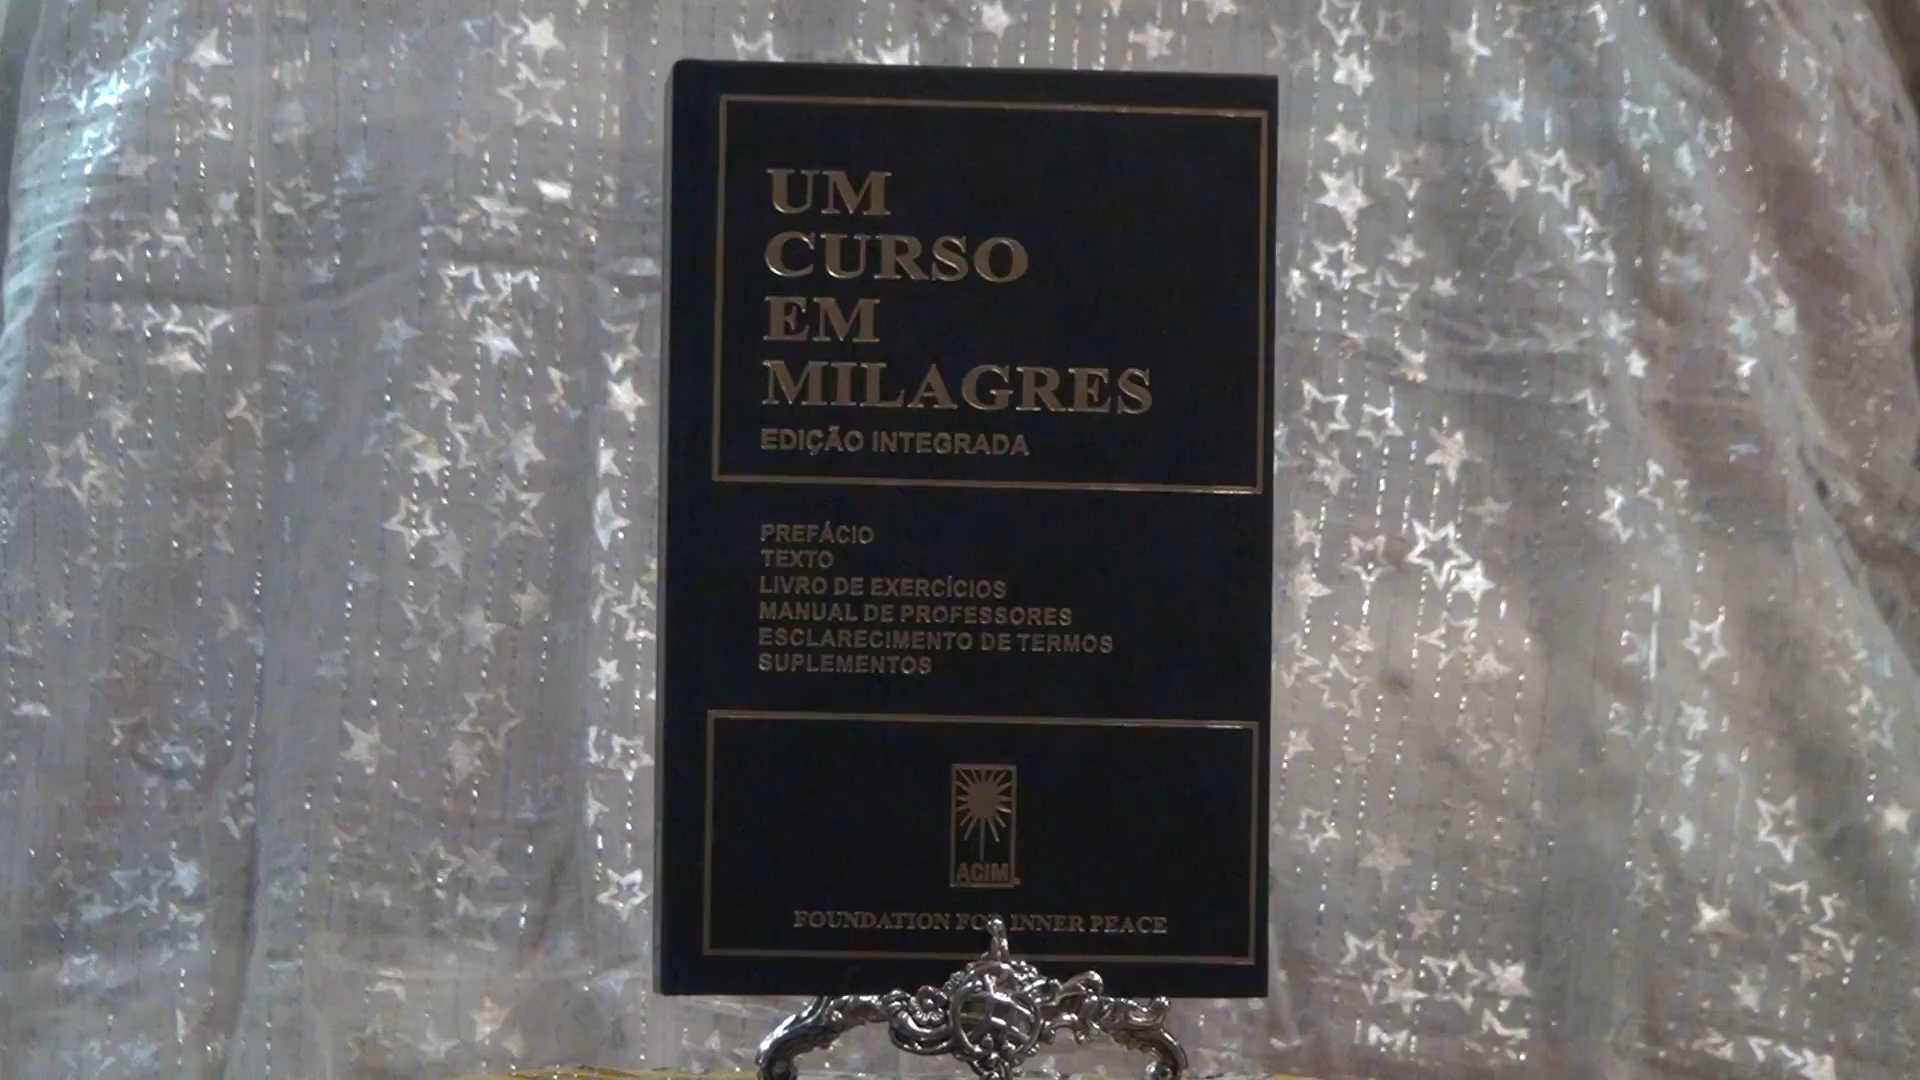 UM
CURSO
EM
MILAGRES
EDIÇÃO INTEGRADA
PREFÁCIO
TEXTO
LIVRO DE EXERCÍCIOS
MANUAL DE PROFESSORES
ESCLARECIMENTO DE TERMOS
SUPLEMENTOS
ACIM
FOUNDATION FOR INNER PEACE